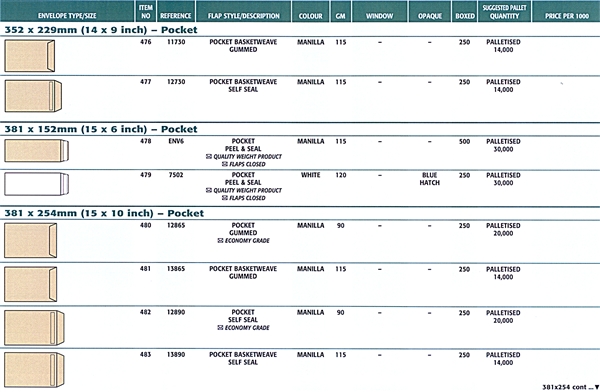 ENVELOPE TYPE/SIZE ITEM NO REFERENCE FLAP STYLE/DESCRIPTION COLOUR GM WINDOW OPAQUE BOXED SUGGESTED PALLET QUANTITY PRICE PER 1000
352 x 229mm (14 x 9 inch) – Pocket
476 11730 POCKET BASKETWEAVE MANILLA 115 – – 250 PALLETISED
GUMMED 14,000
477 12730 POCKET BASKETWEAVE MANILLA 115 – – 250 PALLETISED
SELF SEAL 14,000
381 x 152mm (15 x 6 inch) – Pocket
478 ENV6 POCKET MANILLA 115 – – 500 PALLETISED
PEEL & SEAL 30,000
QUALITY WEIGHT PRODUCT
FLAPS CLOSED
479 7502 POCKET WHITE 120 – BLUE 250 PALLETISED
PEEL & SEAL HATCH 30,000
QUALITY WEIGHT PRODUCT
FLAPS CLOSED
381 x 254mm (15 x 10 inch) – Pocket
480 12865 POCKET MANILLA 90 – – 250 PALLETISED
GUMMED 20,000
ECONOMY GRADE
481 13865 POCKET BASKETWEAVE MANILLA 115 – – 250 PALLETISED
GUMMED 14,000
482 12890 POCKET MANILLA 90 – – 250 PALLETISED
SELF SEAL 20,000
ECONOMY GRADE
483 13890 POCKET BASKETWEAVE MANILLA 115 – – 250 PALLETISED
SELF SEAL 14,000
381x254 cont ... ▼